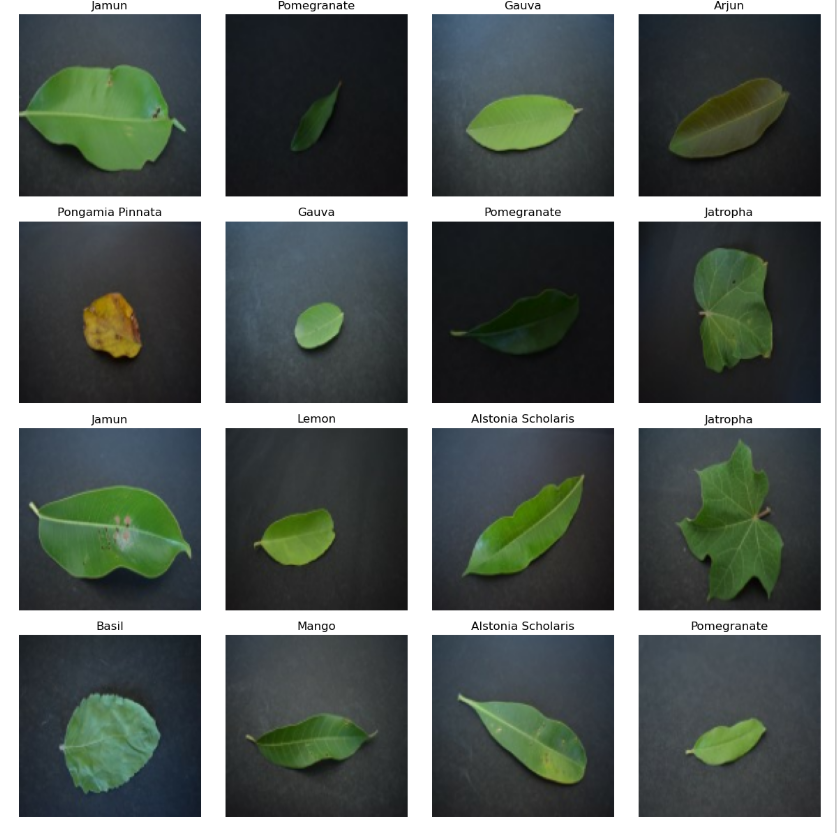 Jamun Pomegranate Gauva Arjun
Pongamia Pinnata Gauva Pomegranate Jatropha
Jamun Lemon Alstonia Scholaris Jatropha
Basil Mango Alstonia Scholaris Pomegranate